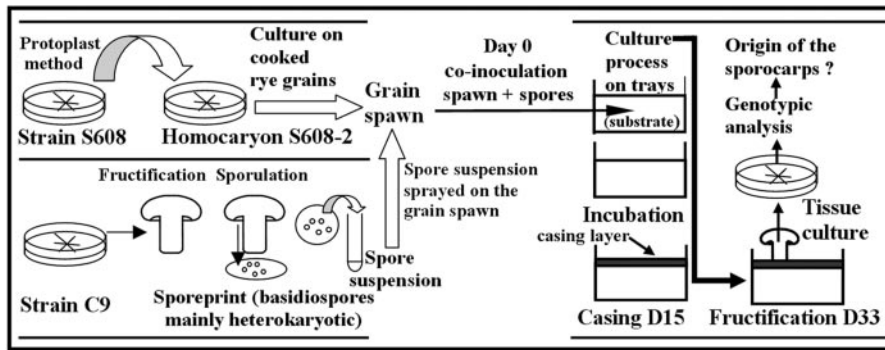 Protoplast
method
Strain S608
Homocaryon S608-2
Culture on
cooked
rye grains
Grain
spawn
Fructification
Sporulation
Strain C9
Sporeprint (basidiospores
mainly heterokaryotic)
Spore
suspension
Spore suspension
sprayed on the
grain spawn
Day 0
co-inoculation
spawn + spores
Culture
process
on trays
(substrate)
Incubation
casing layer
Casing D15
Origin of the
sporocarps ?
Genotypic
analysis
Tissue
culture
Fructification D33